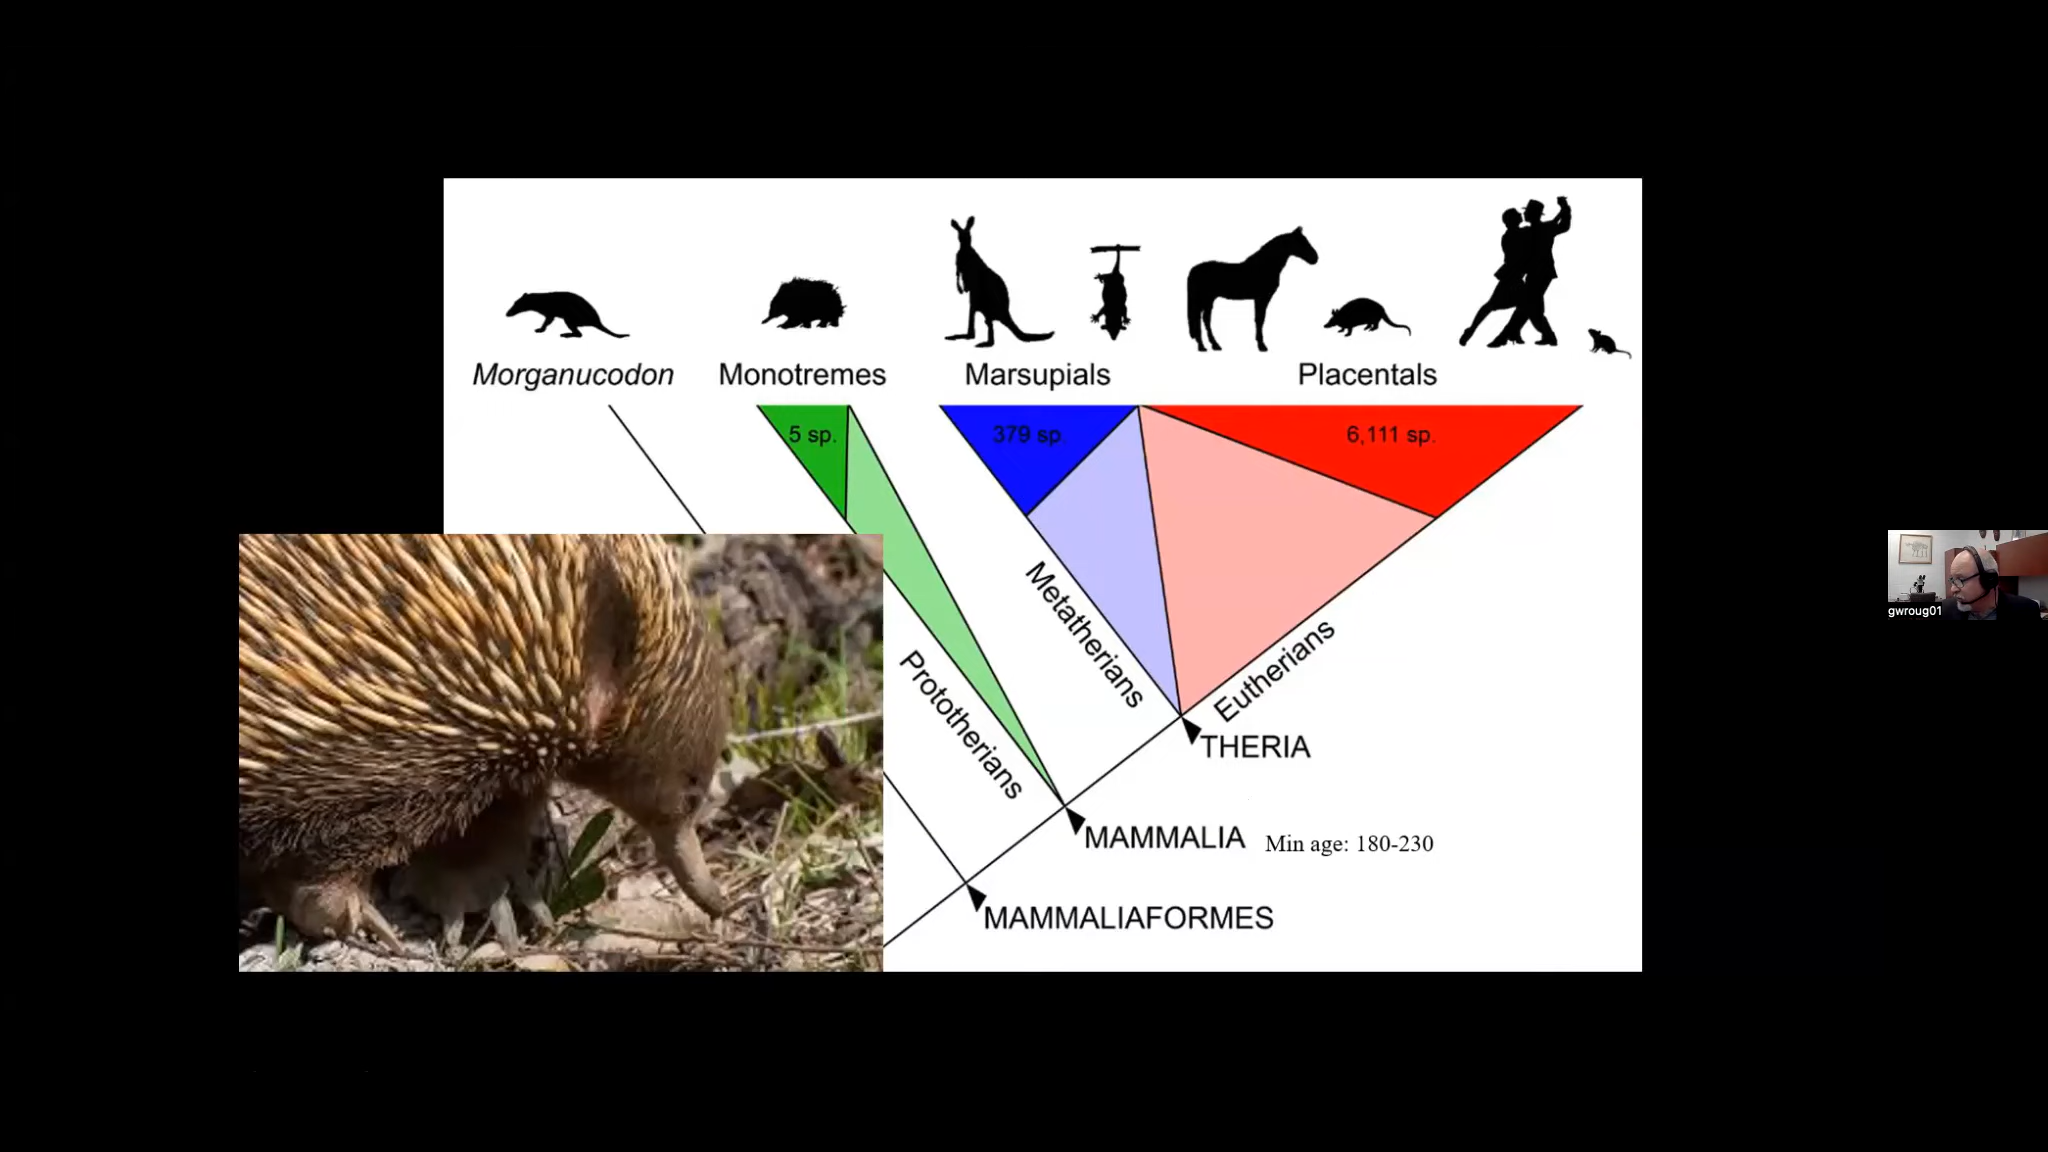 Morganucodon
Monotremes
Marsupials
Placentals
5 sp.
379 sp.
6,111 sp.
Metatherians
Eutherians
Prototherians
THERIA
MAMMALIA
Min age: 180-230
MAMMALIAFORMES
gwroug01